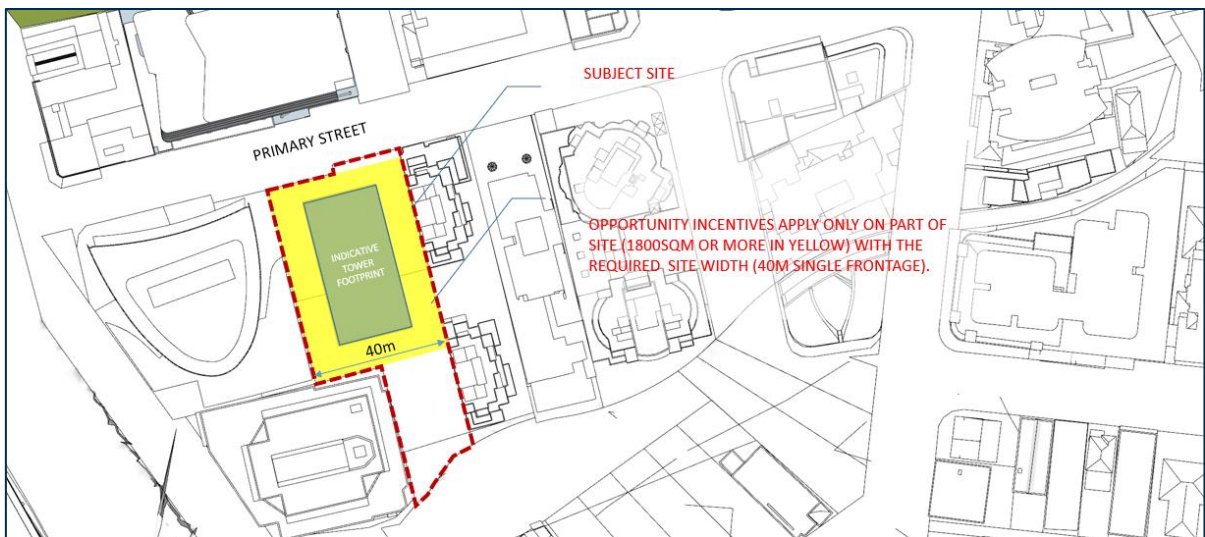 SUBJECT SITE
PRIMARY STREET
OPPORTUNITY INCENTIVES APPLY ONLY ON PART OF
SITE (1800SQM OR MORE IN YELLOW) WITH THE
REQUIRED SITE WIDTH (40M SINGLE FRONTAGE).
INDICATIVE
TOWER
FOOTPRINT
40m